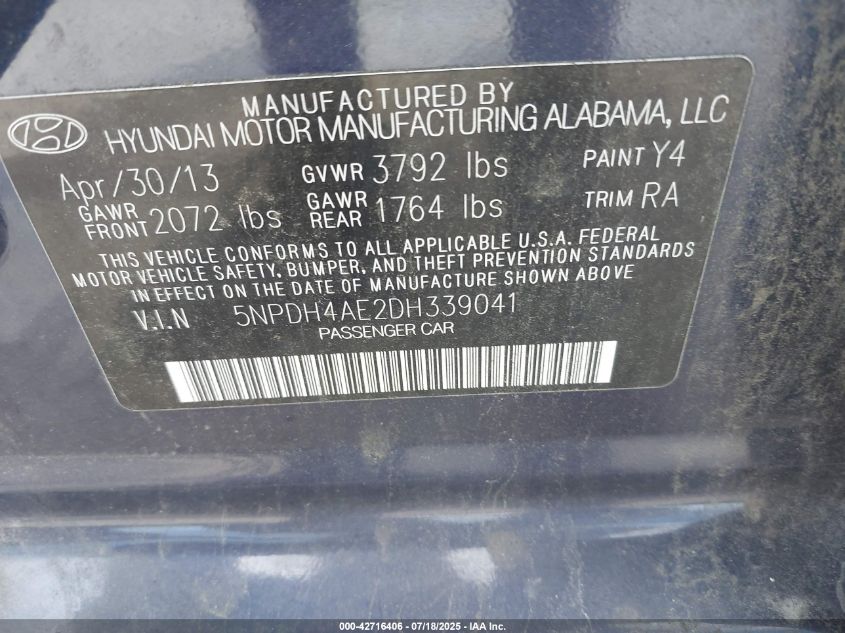 MANUFACTURED BY
HYUNDAI MOTOR MANUFACTURING ALABAMA, LLC
Apr/30/13 GVWR 3792 lbs PAINT Y4
GAWR FRONT 2072 lbs GAWR REAR 1764 lbs TRIM RA
THIS VEHICLE CONFORMS TO ALL APPLICABLE U.S.A. FEDERAL
MOTOR VEHICLE SAFETY, BUMPER, AND THEFT PREVENTION STANDARDS
IN EFFECT ON THE DATE OF MANUFACTURE SHOWN ABOVE
V.I.N 5NPDH4AE2DH339041
PASSENGER CAR
000-42716406 - 07/18/2025 - IAA Inc.